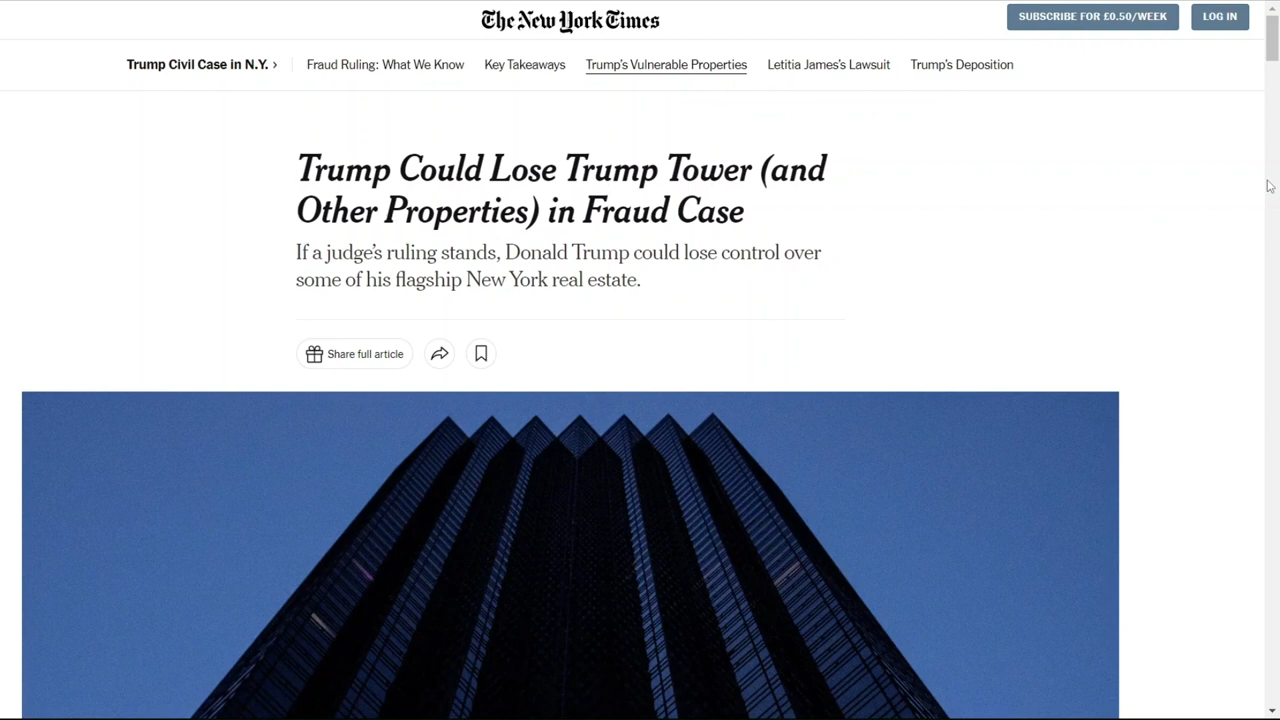 The New York Times
SUBSCRIBE FOR £0.50/WEEK
LOG IN
Trump Civil Case in N.Y. ›
Fraud Ruling: What We Know
Key Takeaways
Trump’s Vulnerable Properties
Letitia James’s Lawsuit
Trump’s Deposition
Trump Could Lose Trump Tower (and
Other Properties) in Fraud Case
If a judge’s ruling stands, Donald Trump could lose control over
some of his flagship New York real estate.
Share full article